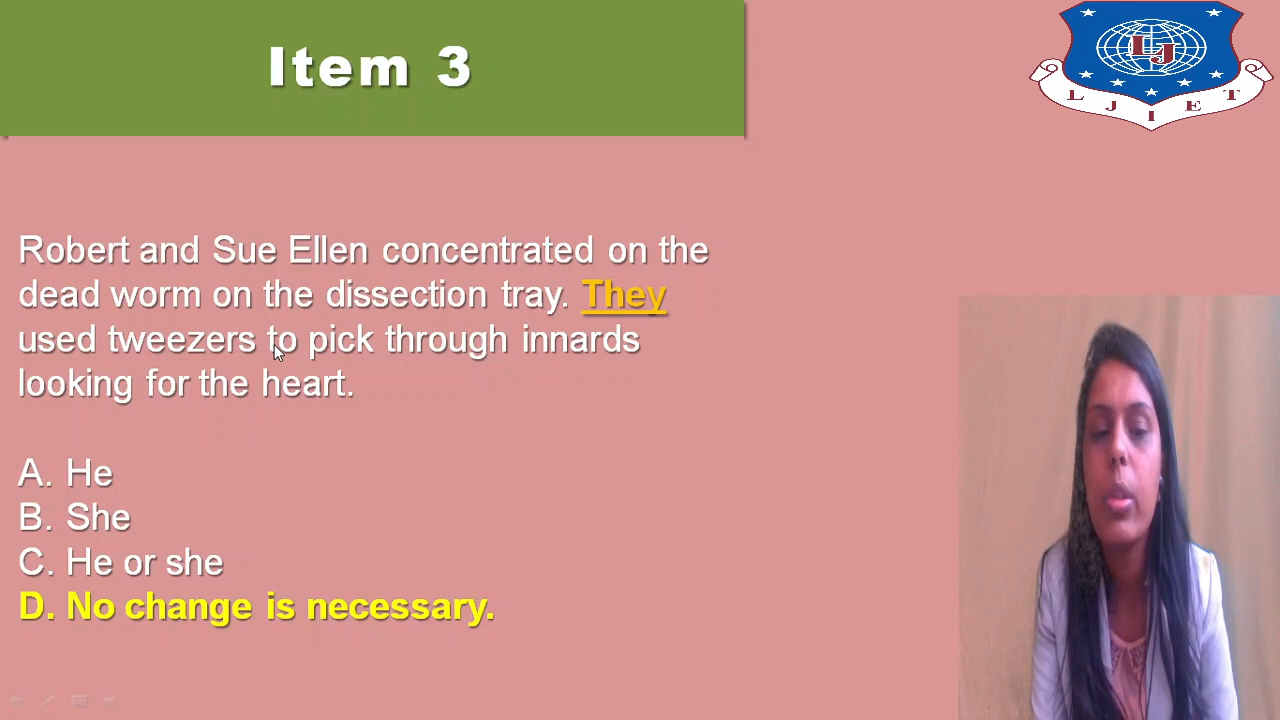 Item 3
LJ
L J I E T
Robert and Sue Ellen concentrated on the
dead worm on the dissection tray. They
used tweezers to pick through innards
looking for the heart.
A. He
B. She
C. He or she
D. No change is necessary.